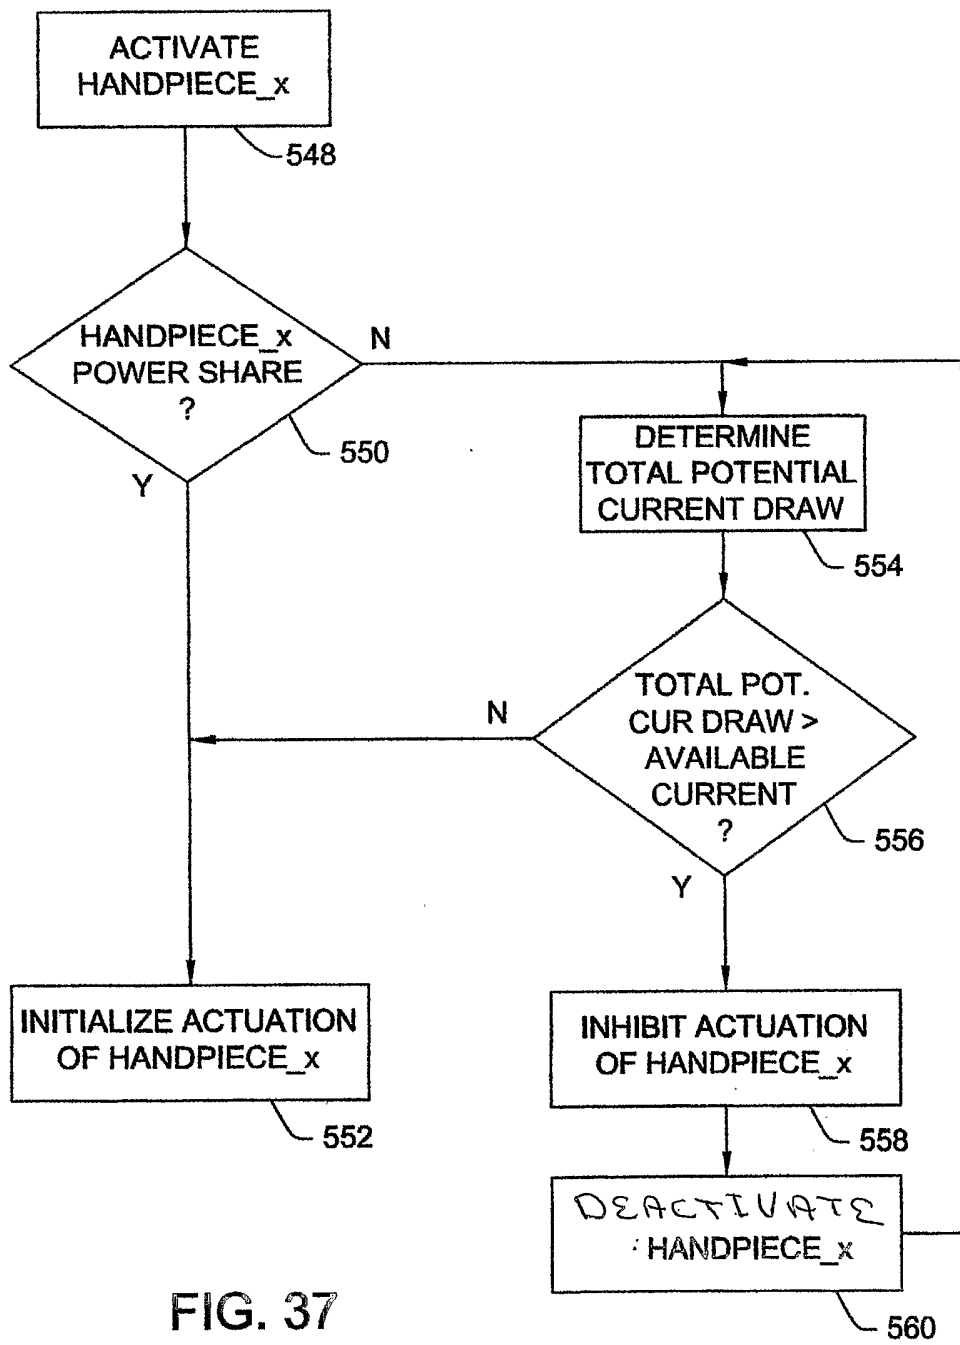 ACTIVATE
HANDPIECE_x
548
HANDPIECE_x
POWER SHARE
?
N
550
Y
DETERMINE
TOTAL POTENTIAL
CURRENT DRAW
554
TOTAL POT.
CUR DRAW >
AVAILABLE
CURRENT
?
N
556
Y
INITIALIZE ACTUATION
OF HANDPIECE_x
552
INHIBIT ACTUATION
OF HANDPIECE_x
558
DEACTIVATE
HANDPIECE_x
560
FIG. 37